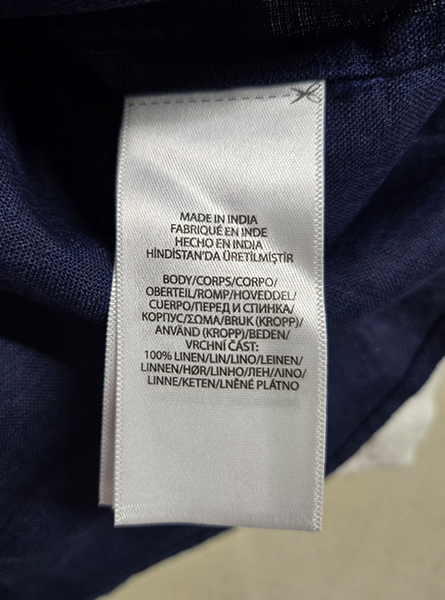 MADE IN INDIA
FABRIQUÉ EN INDE
HECHO EN INDIA
HİNDİSTAN'DA ÜRETİLMİŞTİR
BODY/CORPS/CORPO/
OBERTEIL/ROMP/HOVEDDEL/
CUERPO/ПЕРЕД И СПИНКА/
КОРПУС/ΣΩΜΑ/BRUK (KROPP)/
ANVÄND (KROPP)/BEDEN/
VRCHNÍ ČÁST:
100% LINEN/LIN/LINO/LEINEN/
LINNEN/HØR/LINHO/ЛЕН/ΛΙΝΟ/
LINNE/KETEN/LNĚNÉ PLÁTNO